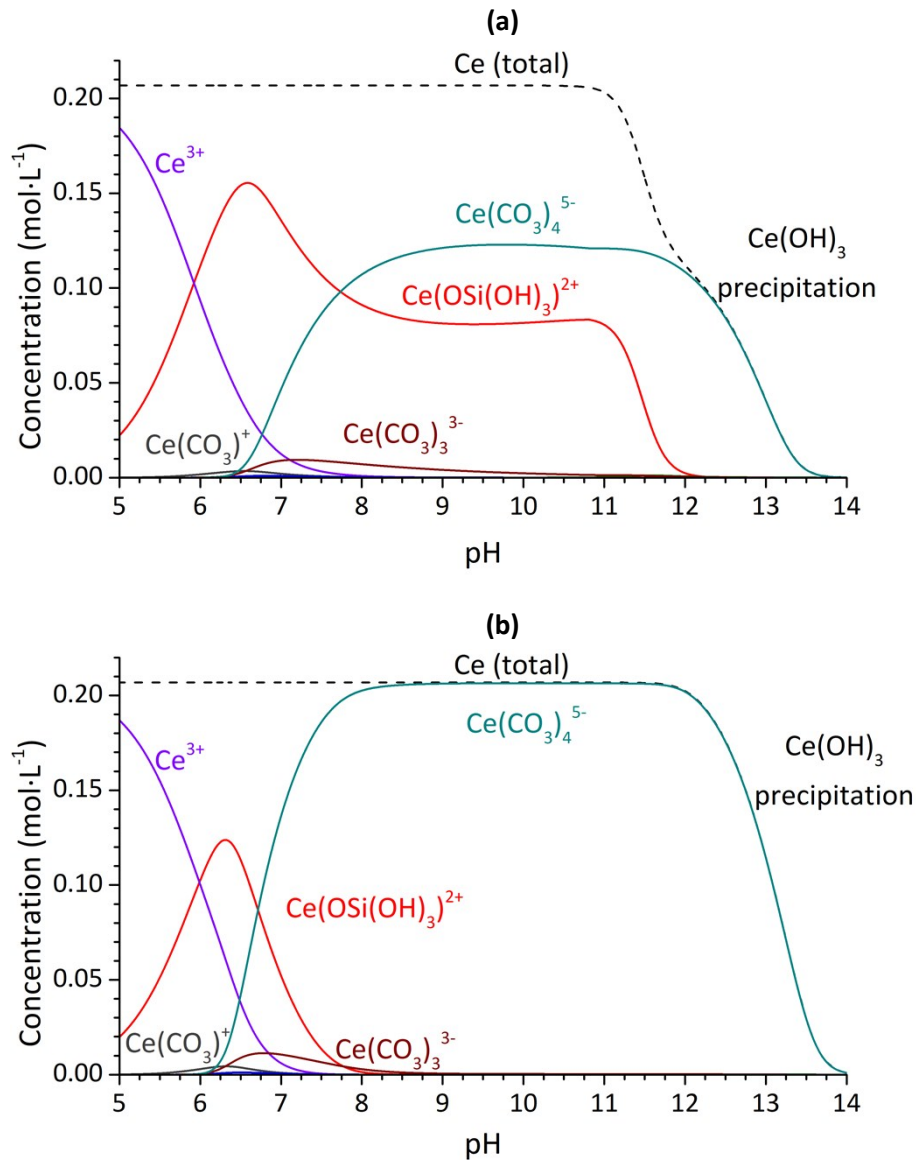 (a)
Ce (total)
0.20
Ce³⁺
0.15
Ce(CO₃)₄⁵⁻
Ce(OH)₃
precipitation
Ce(OSi(OH)₃)²⁺
0.10
0.05
Ce(CO₃)⁺
Ce(CO₃)₃³⁻
0.00
Concentration (mol·L⁻¹)
5 6 7 8 9 10 11 12 13 14
pH
(b)
Ce (total)
0.20
Ce(CO₃)₄⁵⁻
Ce³⁺
Ce(OH)₃
precipitation
0.15
0.10
Ce(OSi(OH)₃)²⁺
0.05
Ce(CO₃)⁺
Ce(CO₃)₃³⁻
0.00
Concentration (mol·L⁻¹)
5 6 7 8 9 10 11 12 13 14
pH